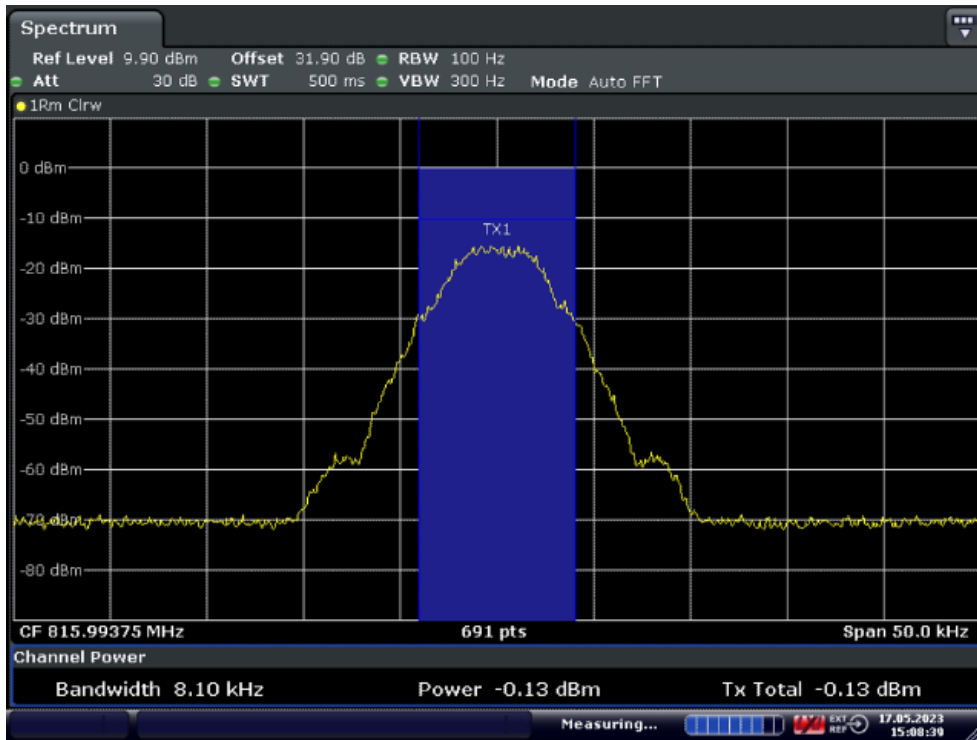 Spectrum
Ref Level 9.90 dBm Offset 31.90 dB RBW 100 Hz
Att 30 dB SWT 500 ms VBW 300 Hz Mode Auto FFT
1Rm Clrw
0 dBm
-10 dBm
TX1
-20 dBm
-30 dBm
-40 dBm
-50 dBm
-60 dBm
-70 dBm
-80 dBm
CF 815.99375 MHz 691 pts Span 50.0 kHz
Channel Power
Bandwidth 8.10 kHz Power -0.13 dBm Tx Total -0.13 dBm
Measuring... EXT REF 17.05.2023
15:08:39